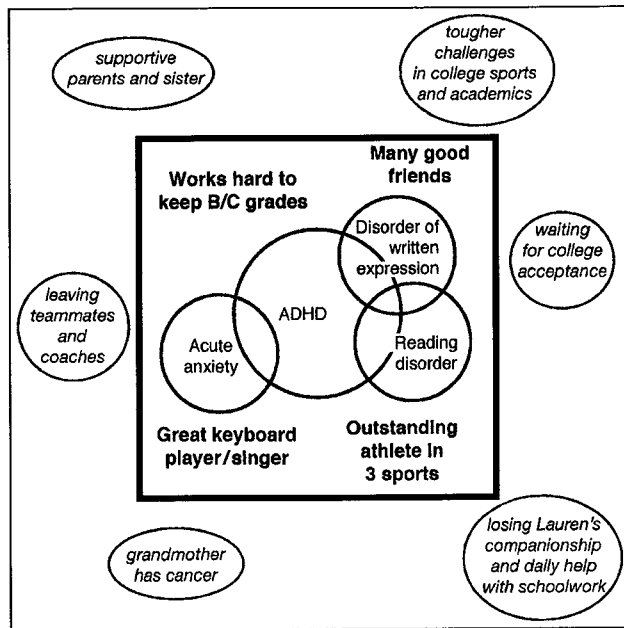 supportive
parents and sister
tougher
challenges
in college sports
and academics
Works hard to
keep B/C grades
Many good
friends
Disorder of
written
expression
waiting
for college
acceptance
leaving
teammates
and
coaches
ADHD
Acute
anxiety
Reading
disorder
Great keyboard
player/singer
Outstanding
athlete in
3 sports
grandmother
has cancer
losing Lauren's
companionship
and daily help
with schoolwork